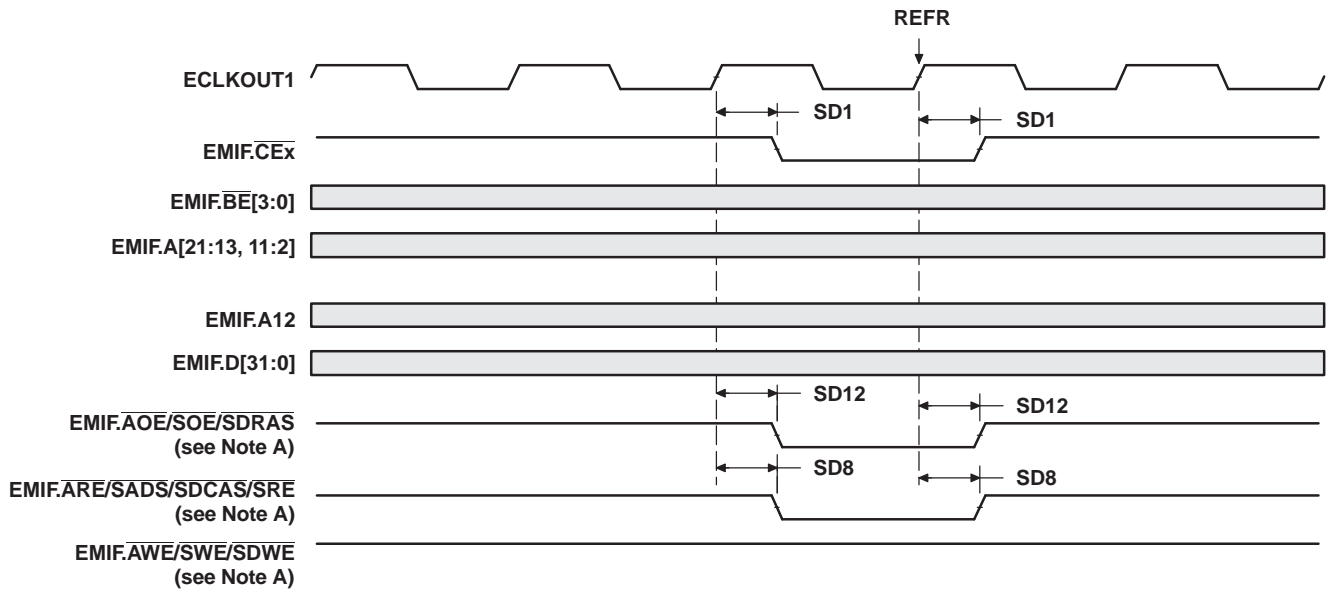 REFR
ECLKOUT1
SD1
SD1
EMIF.CEx
EMIF.BE[3:0]
EMIF.A[21:13, 11:2]
EMIF.A12
EMIF.D[31:0]
SD12
SD12
EMIF.AOE/SOE/SDRAS
(see Note A)
SD8
SD8
EMIF.ARE/SADS/SDCAS/SRE
(see Note A)
EMIF.AWE/SWE/SDWE
(see Note A)